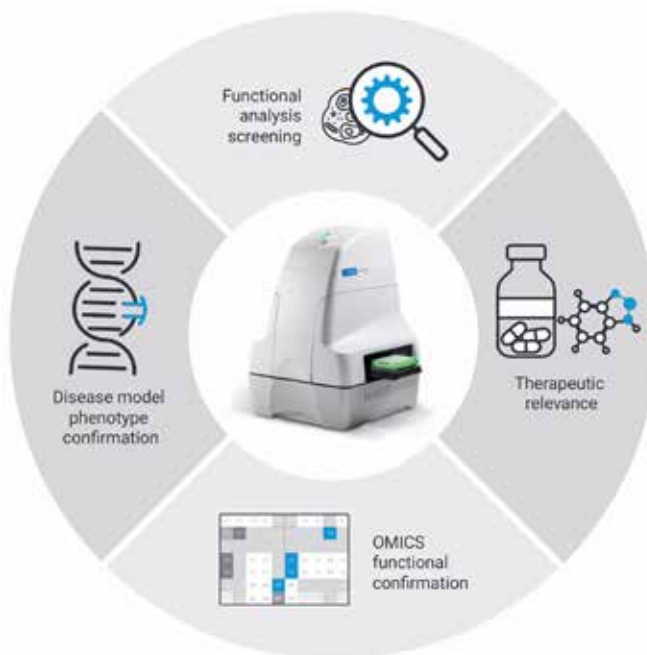 Functional
analysis
screening
Therapeutic
relevance
OMICS
functional
confirmation
Disease model
phenotype
confirmation